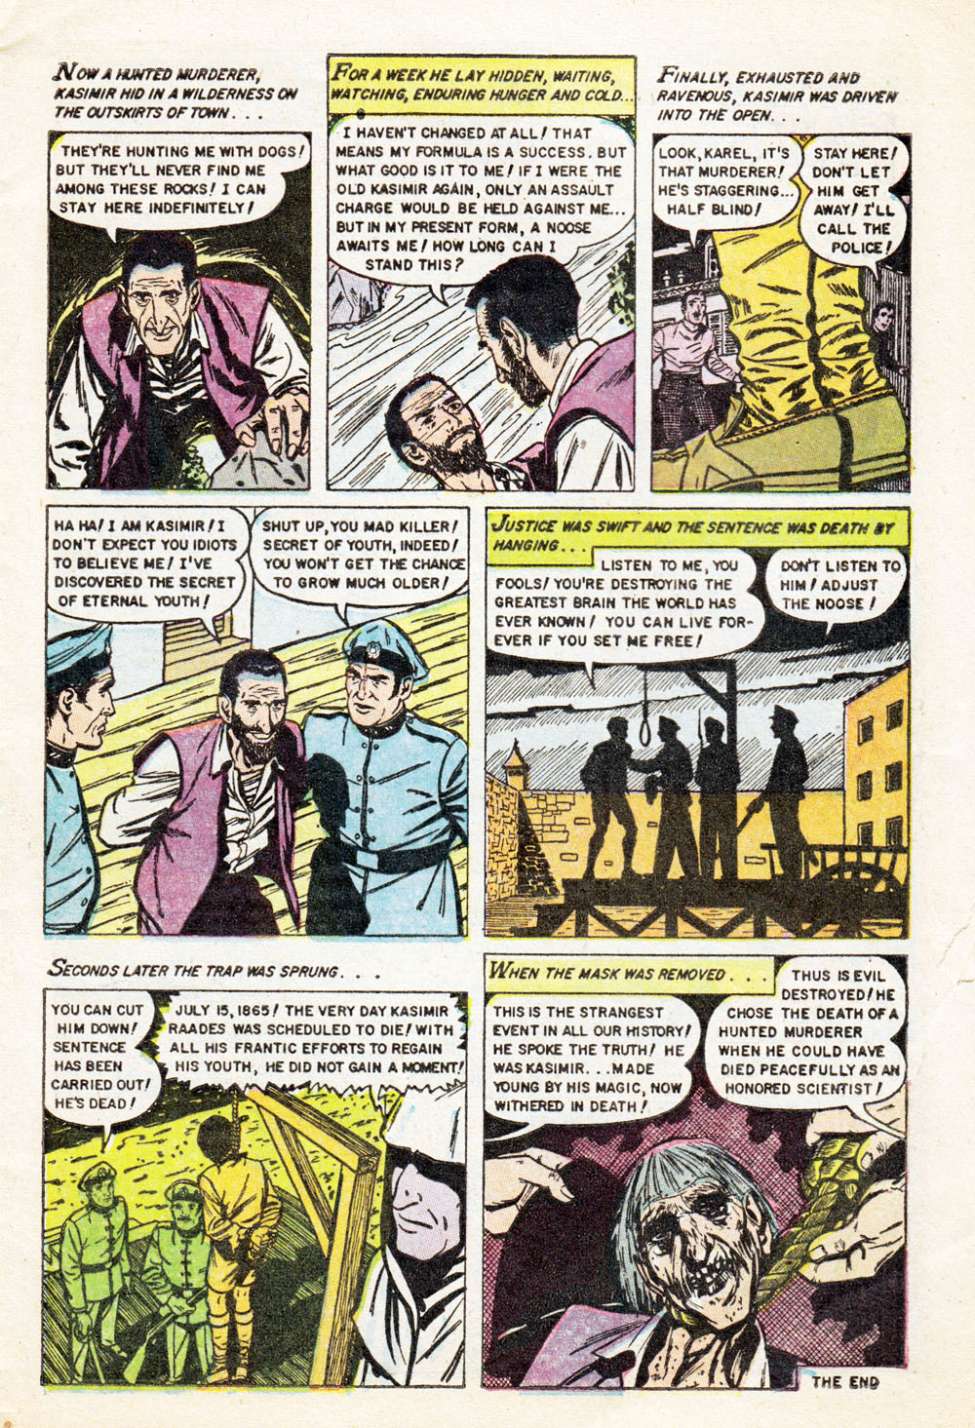 NOW A HUNTED MURDERER,
KASIMIR HID IN A WILDERNESS ON
THE OUTSKIRTS OF TOWN...
THEY'RE HUNTING ME WITH DOGS!
BUT THEY'LL NEVER FIND ME
AMONG THESE ROCKS! I CAN
STAY HERE INDEFINITELY!
FOR A WEEK HE LAY HIDDEN, WAITING,
WATCHING, ENDURING HUNGER AND COLD...
I HAVEN'T CHANGED AT ALL! THAT
MEANS MY FORMULA IS A SUCCESS. BUT
WHAT GOOD IS IT TO ME! IF I WERE THE
OLD KASIMIR AGAIN, ONLY AN ASSAULT
CHARGE WOULD BE HELD AGAINST ME...
BUT IN MY PRESENT FORM, A NOOSE
AWAITS ME! HOW LONG CAN I
STAND THIS?
FINALLY, EXHAUSTED AND
RAVENOUS, KASIMIR WAS DRIVEN
INTO THE OPEN...
LOOK, KAREL, IT'S
THAT MURDERER!
HE'S STAGGERING...
HALF BLIND!
STAY HERE!
DON'T LET
HIM GET
AWAY! I'LL
CALL THE
POLICE!
HA HA! I AM KASIMIR! I
DON'T EXPECT YOU IDIOTS
TO BELIEVE ME! I'VE
DISCOVERED THE SECRET
OF ETERNAL YOUTH!
SHUT UP, YOU MAD KILLER!
SECRET OF YOUTH, INDEED!
YOU WON'T GET THE CHANCE
TO GROW MUCH OLDER!
JUSTICE WAS SWIFT AND THE SENTENCE WAS DEATH BY
HANGING...
LISTEN TO ME, YOU
FOOLS! YOU'RE DESTROYING THE
GREATEST BRAIN THE WORLD HAS
EVER KNOWN! YOU CAN LIVE FOR-
EVER IF YOU SET ME FREE!
DON'T LISTEN TO
HIM! ADJUST
THE NOOSE!
SECONDS LATER THE TRAP WAS SPRUNG...
YOU CAN CUT
HIM DOWN!
SENTENCE
HAS BEEN
CARRIED OUT!
HE'S DEAD!
JULY 15, 1865! THE VERY DAY KASIMIR
RAADES WAS SCHEDULED TO DIE! WITH
ALL HIS FRANTIC EFFORTS TO REGAIN
HIS YOUTH, HE DID NOT GAIN A MOMENT!
WHEN THE MASK WAS REMOVED...
THIS IS THE STRANGEST
EVENT IN ALL OUR HISTORY!
HE SPOKE THE TRUTH! HE
WAS KASIMIR...MADE
YOUNG BY HIS MAGIC, NOW
WITHERED IN DEATH!
THUS IS EVIL
DESTROYED! HE
CHOSE THE DEATH OF A
HUNTED MURDERER
WHEN HE COULD HAVE
DIED PEACEFULLY AS AN
HONORED SCIENTIST!
THE END